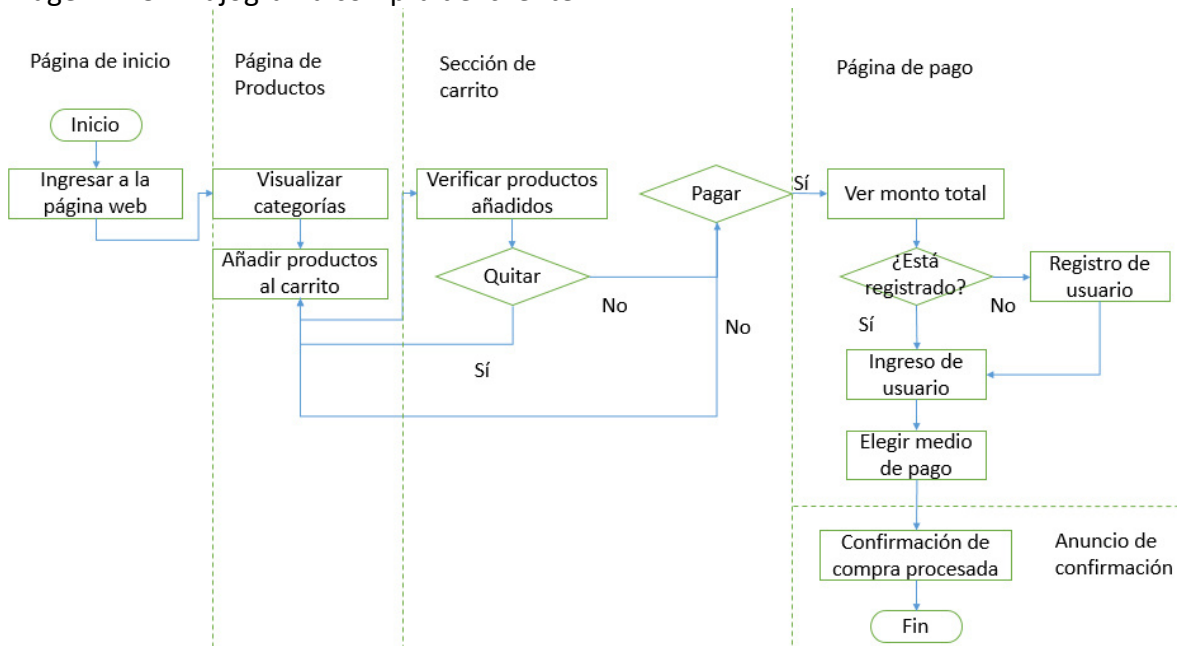 Página de inicio
Página de
Productos
Sección de
carrito
Página de pago
Inicio
Ingresar a la
página web
Visualizar
categorías
Añadir productos
al carrito
Verificar productos
añadidos
Quitar
No
Sí
Pagar
Sí
No
Ver monto total
¿Está
registrado?
No
Sí
Registro de
usuario
Ingreso de
usuario
Elegir medio
de pago
Confirmación de
compra procesada
Anuncio de
confirmación
Fin